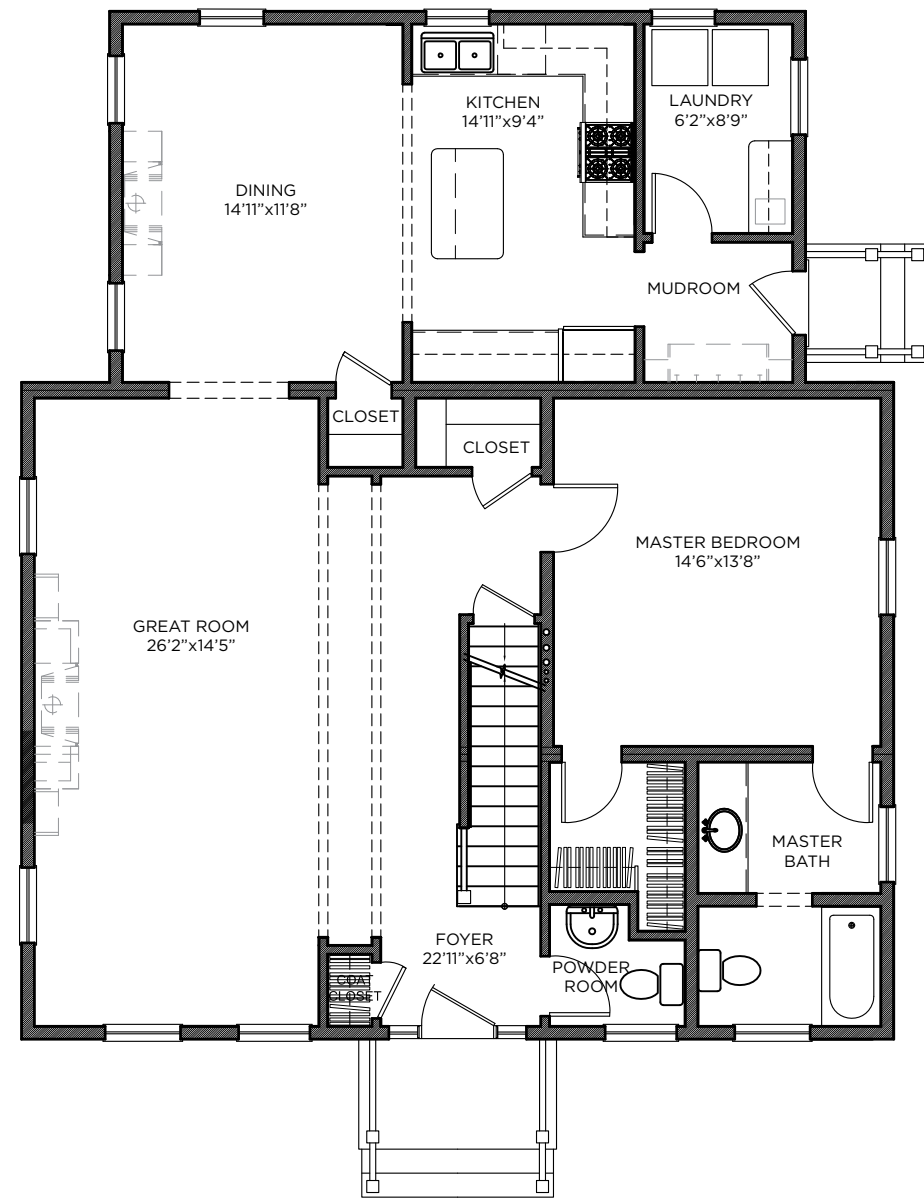 KITCHEN
14'11"x9'4"
LAUNDRY
6'2"x8'9"
DINING
14'11"x11'8"
MUDROOM
CLOSET
CLOSET
MASTER BEDROOM
14'6"x13'8"
GREAT ROOM
26'2"x14'5"
MASTER
BATH
FOYER
22'11"x6'8"
POWDER
ROOM
COAT
CLOSET